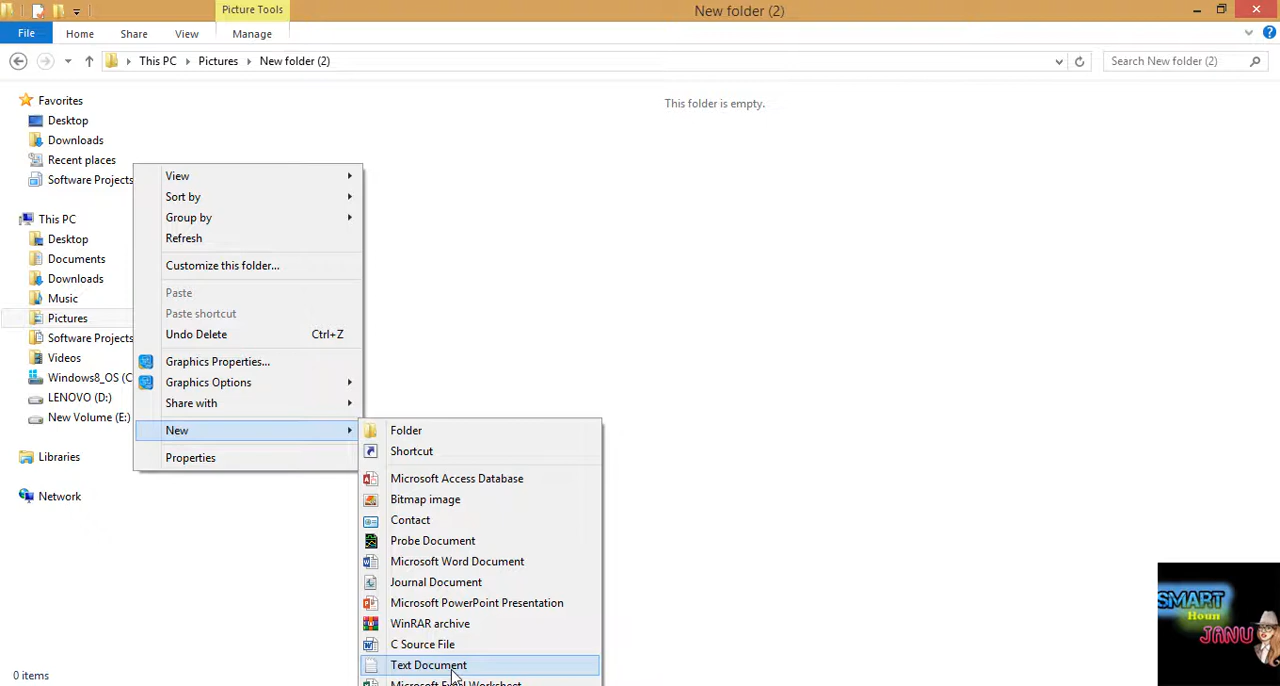 Picture Tools
New folder (2)
File
Home
Share
View
Manage
This PC
Pictures
New folder (2)
Search New folder (2)
Favorites
Desktop
Downloads
Recent places
Software Projects
This PC
Desktop
Documents
Downloads
Music
Pictures
Software Projects
Videos
Windows8_OS (C
LENOVO (D:)
New Volume (E:)
Libraries
Network
This folder is empty.
View
Sort by
Group by
Refresh
Customize this folder...
Paste
Paste shortcut
Undo Delete Ctrl+Z
Graphics Properties...
Graphics Options
Share with
New
Properties
Folder
Shortcut
Microsoft Access Database
Bitmap image
Contact
Probe Document
Microsoft Word Document
Journal Document
Microsoft PowerPoint Presentation
WinRAR archive
C Source File
Text Document
Microsoft Excel Worksheet
0 items
SMART
Houn
JANU